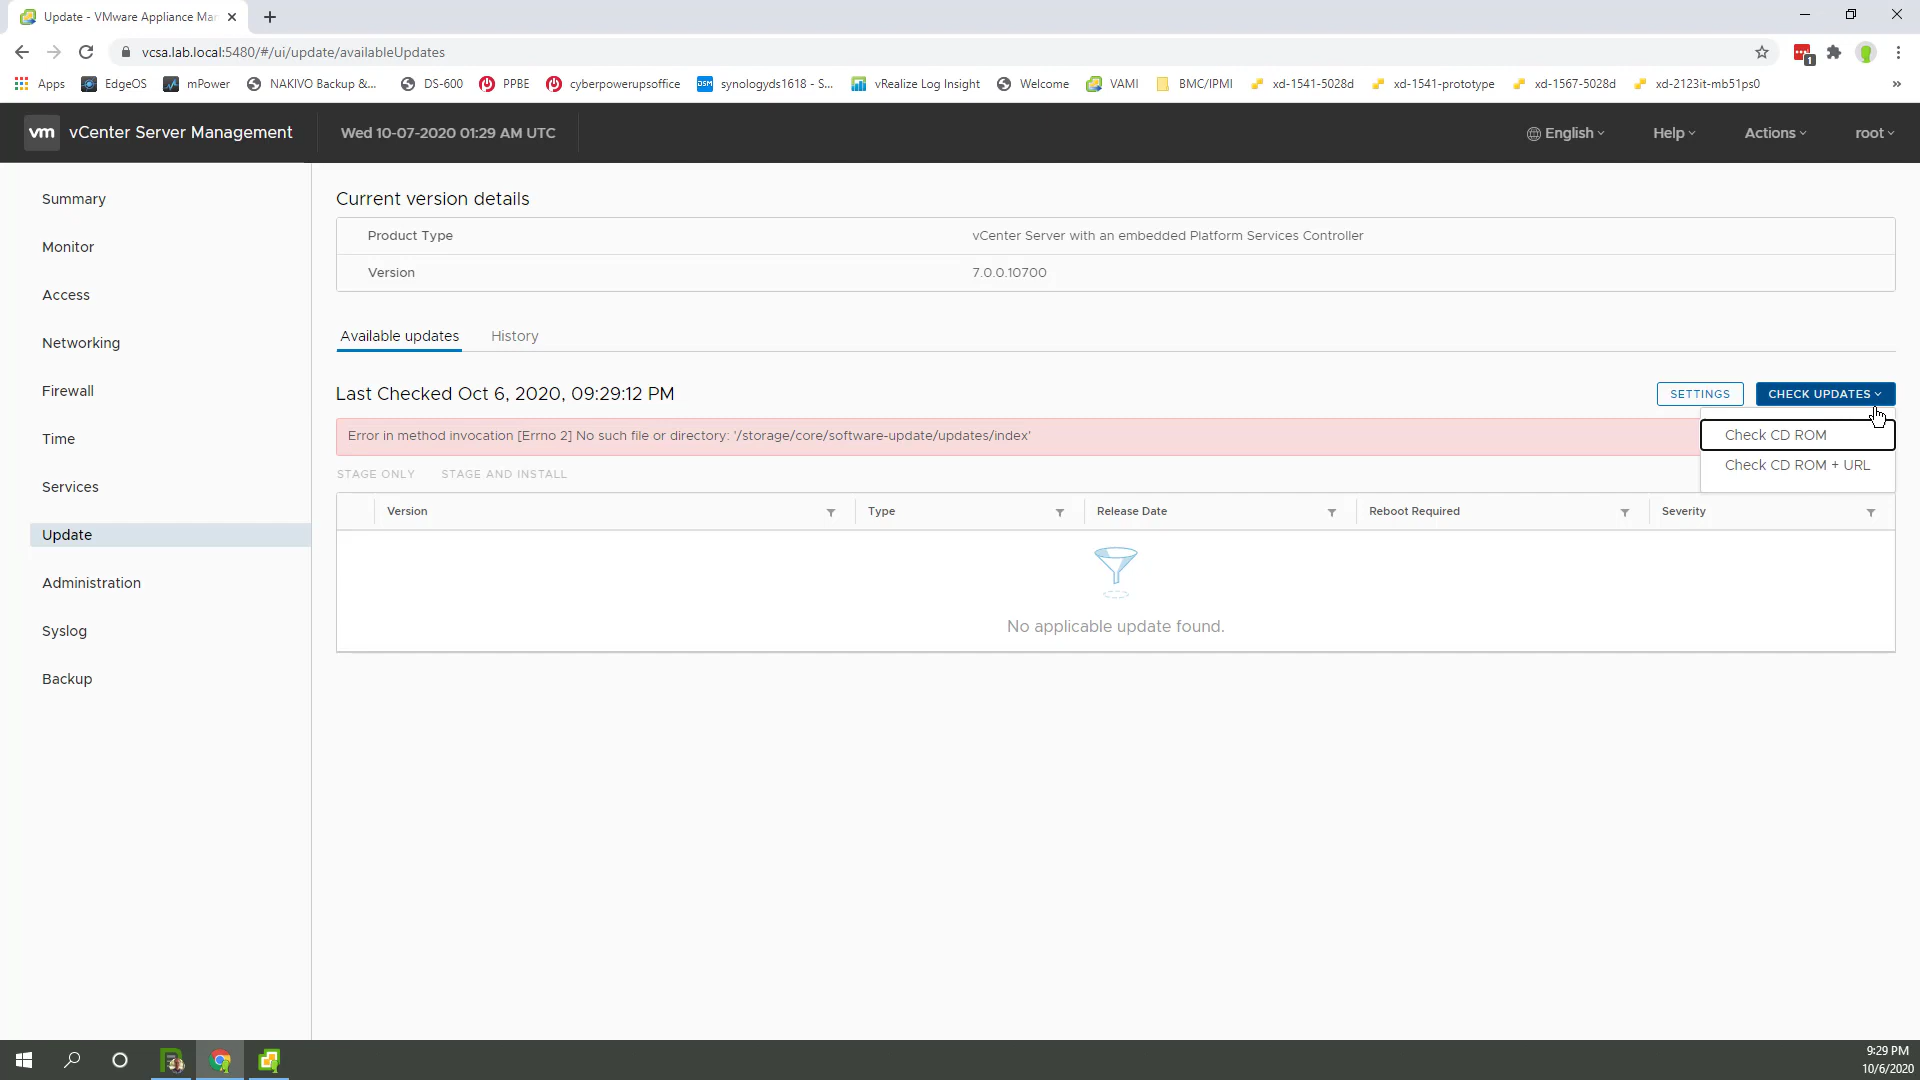 Update - VMware Appliance Ma
vcsa.lab.local:5480/#/ui/update/availableUpdates
1
Apps EdgeOS mPower NAKIVO Backup &... DS-600 PPBE cyberpowerupsoffice DSM synologyds1618 - S... vRealize Log Insight Welcome VAMI BMC/IPMI xd-1541-5028d xd-1541-prototype xd-1567-5028d xd-2123it-mb51ps0 »
vm vCenter Server Management Wed 10-07-2020 01:29 AM UTC English Help Actions root
Summary
Monitor
Access
Networking
Firewall
Time
Services
Update
Administration
Syslog
Backup
Current version details
Product Type vCenter Server with an embedded Platform Services Controller
Version 7.0.0.10700
Available updates History
Last Checked Oct 6, 2020, 09:29:12 PM SETTINGS CHECK UPDATES
Error in method invocation [Errno 2] No such file or directory: '/storage/core/software-update/updates/index'
Check CD ROM
Check CD ROM + URL
STAGE ONLY STAGE AND INSTALL
Version Type Release Date Reboot Required Severity
No applicable update found.
9:29 PM
10/6/2020